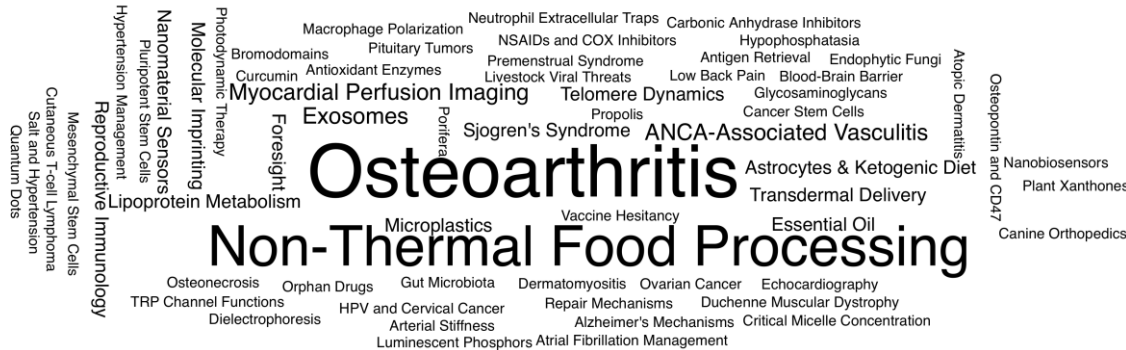 Neutrophil Extracellular Traps
Carbonic Anhydrase Inhibitors
Macrophage Polarization
NSAIDs and COX Inhibitors
Hypophosphatasia
Bromodomains
Pituitary Tumors
Premenstrual Syndrome
Antigen Retrieval
Endophytic Fungi
Curcumin
Antioxidant Enzymes
Livestock Viral Threats
Low Back Pain
Blood-Brain Barrier
Myocardial Perfusion Imaging
Telomere Dynamics
Glycosaminoglycans
Exosomes
Propolis
Cancer Stem Cells
Sjogren's Syndrome
ANCA-Associated Vasculitis
Osteoarthritis
Astrocytes & Ketogenic Diet
Nanobiosensors
Plant Xanthones
Lipoprotein Metabolism
Transdermal Delivery
Microplastics
Vaccine Hesitancy
Essential Oil
Canine Orthopedics
Non-Thermal Food Processing
Quantum Dots
Salt and Hypertension
Cutaneous T-cell Lymphoma
Mesenchymal Stem Cells
Reproductive Immunology
Hypertension Management
Pluripotent Stem Cells
Nanomaterial Sensors
Molecular Imprinting
Photodynamic Therapy
Foresight
Porifera
Atopic Dermatitis
Osteopontin and CD47
Osteonecrosis
Orphan Drugs
Gut Microbiota
Dermatomyositis
Ovarian Cancer
Echocardiography
TRP Channel Functions
HPV and Cervical Cancer
Repair Mechanisms
Duchenne Muscular Dystrophy
Dielectrophoresis
Arterial Stiffness
Alzheimer's Mechanisms
Critical Micelle Concentration
Luminescent Phosphors
Atrial Fibrillation Management